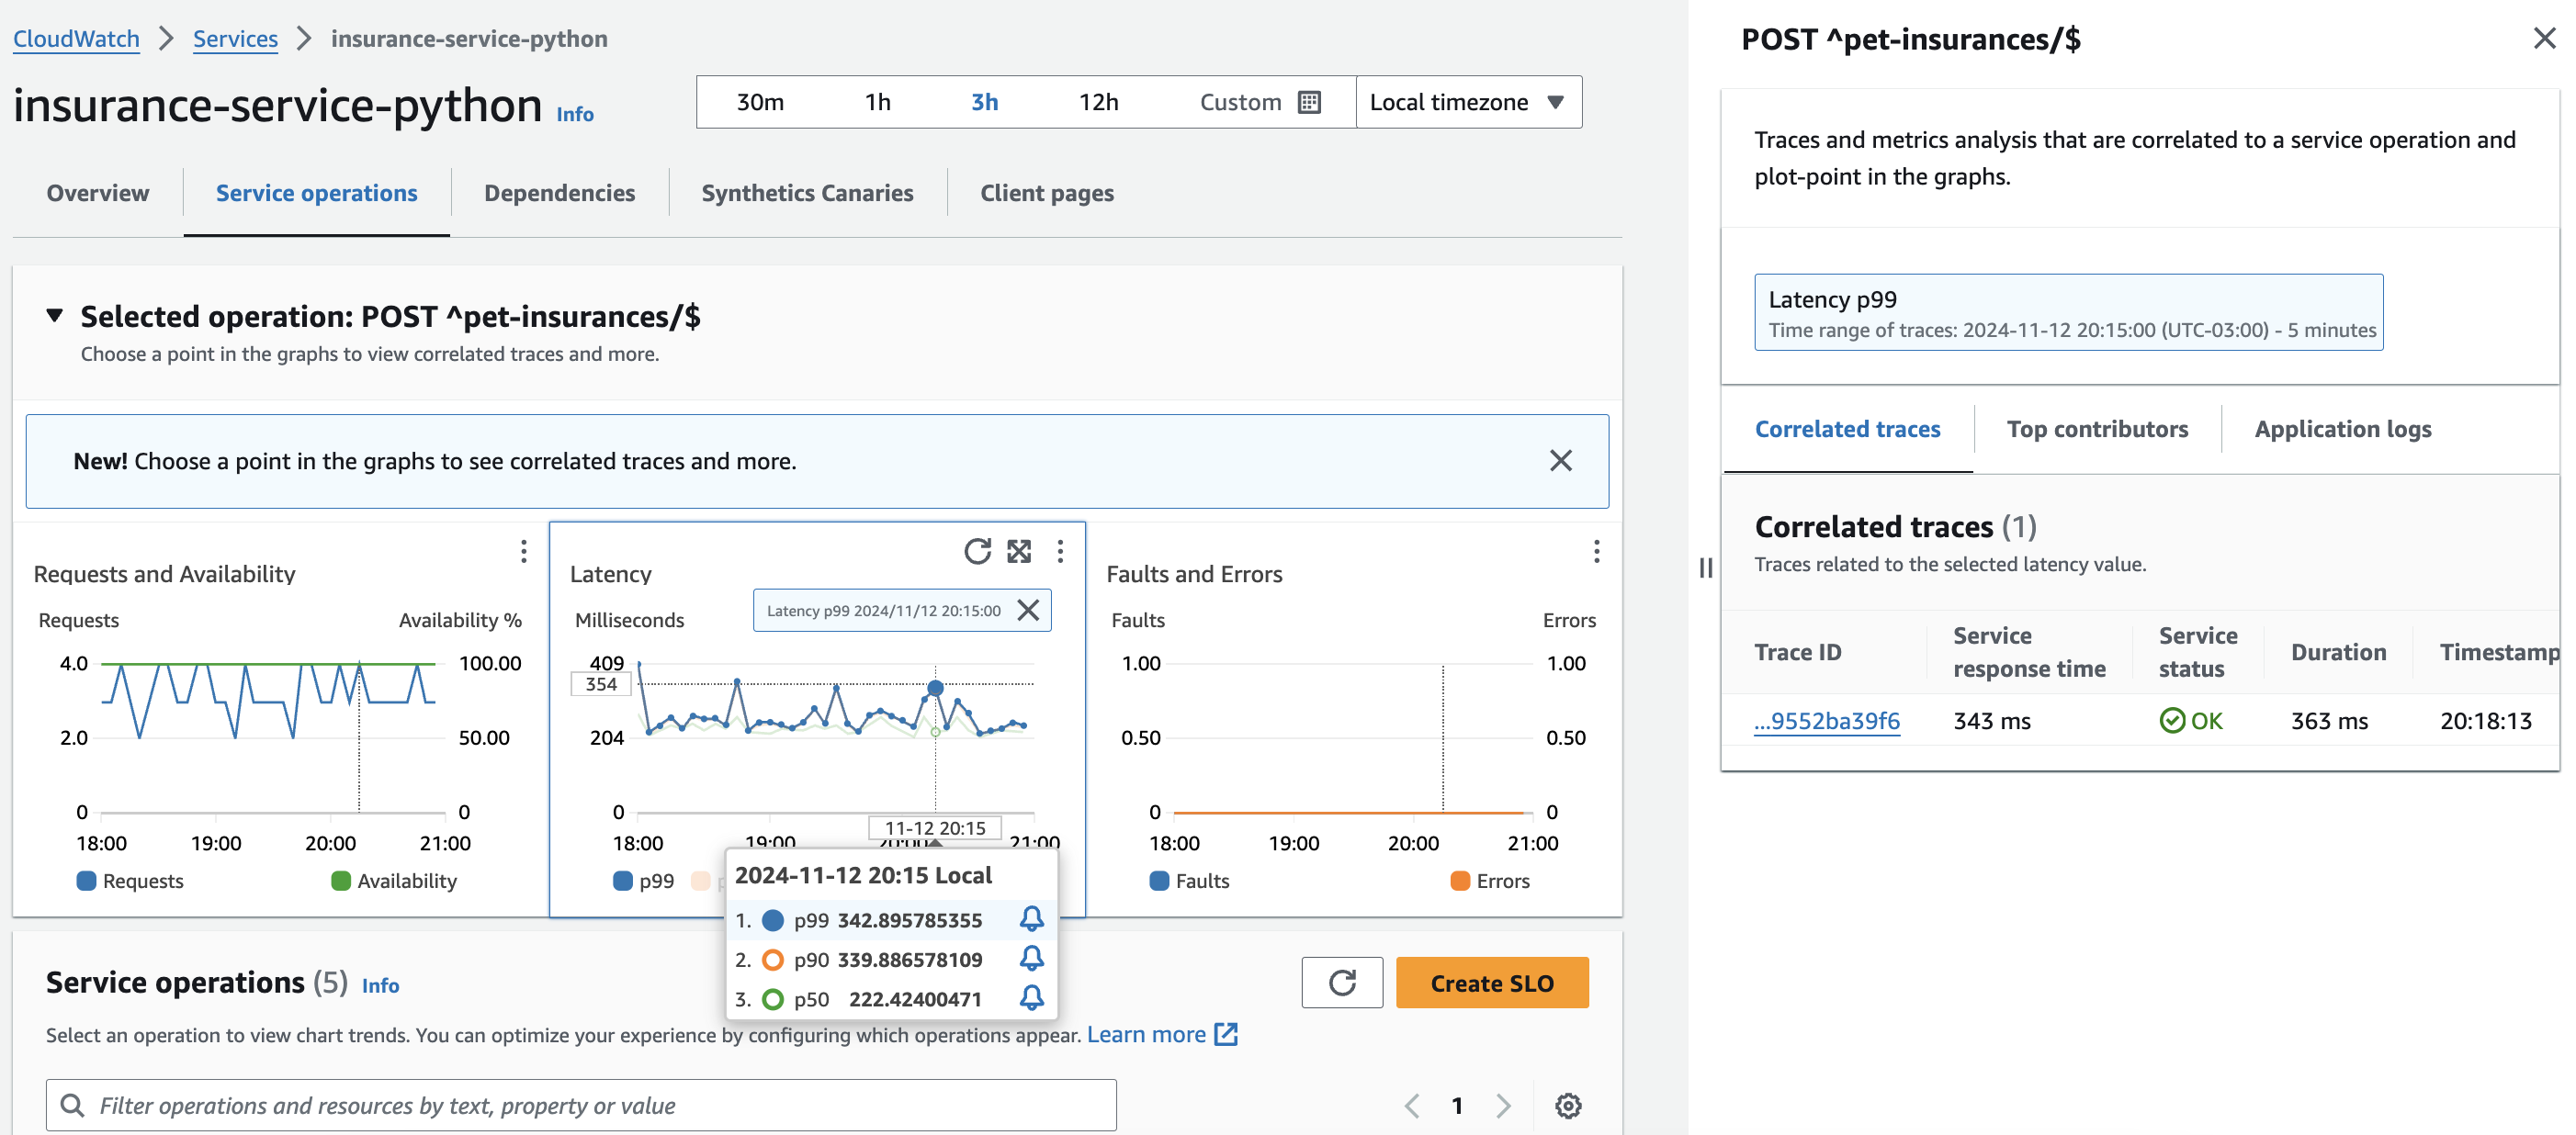 CloudWatch > Services > insurance-service-python
insurance-service-python Info
30m 1h 3h 12h Custom Local timezone
Overview Service operations Dependencies Synthetics Canaries Client pages
Selected operation: POST ^pet-insurances/$
Choose a point in the graphs to view correlated traces and more.
New! Choose a point in the graphs to see correlated traces and more.
Requests and Availability
Requests Availability %
4.0 100.00
2.0 50.00
0 0
18:00 19:00 20:00 21:00
Requests Availability
Latency
Milliseconds
Latency p99 2024/11/12 20:15:00
409
354
204
0
11-12 20:15
18:00 19:00 20:00 21:00
p99
2024-11-12 20:15 Local
1. p99 342.895785355
2. p90 339.886578109
3. p50 222.42400471
Faults and Errors
Faults Errors
1.00 1.00
0.50 0.50
0 0
18:00 19:00 20:00 21:00
Faults Errors
Service operations (5) Info
Create SLO
Select an operation to view chart trends. You can optimize your experience by configuring which operations appear. Learn more
Filter operations and resources by text, property or value
1
POST ^pet-insurances/$
Traces and metrics analysis that are correlated to a service operation and
plot-point in the graphs.
Latency p99
Time range of traces: 2024-11-12 20:15:00 (UTC-03:00) - 5 minutes
Correlated traces Top contributors Application logs
Correlated traces (1)
Traces related to the selected latency value.
Trace ID Service response time Service status Duration Timestamp
...9552ba39f6 343 ms OK 363 ms 20:18:13